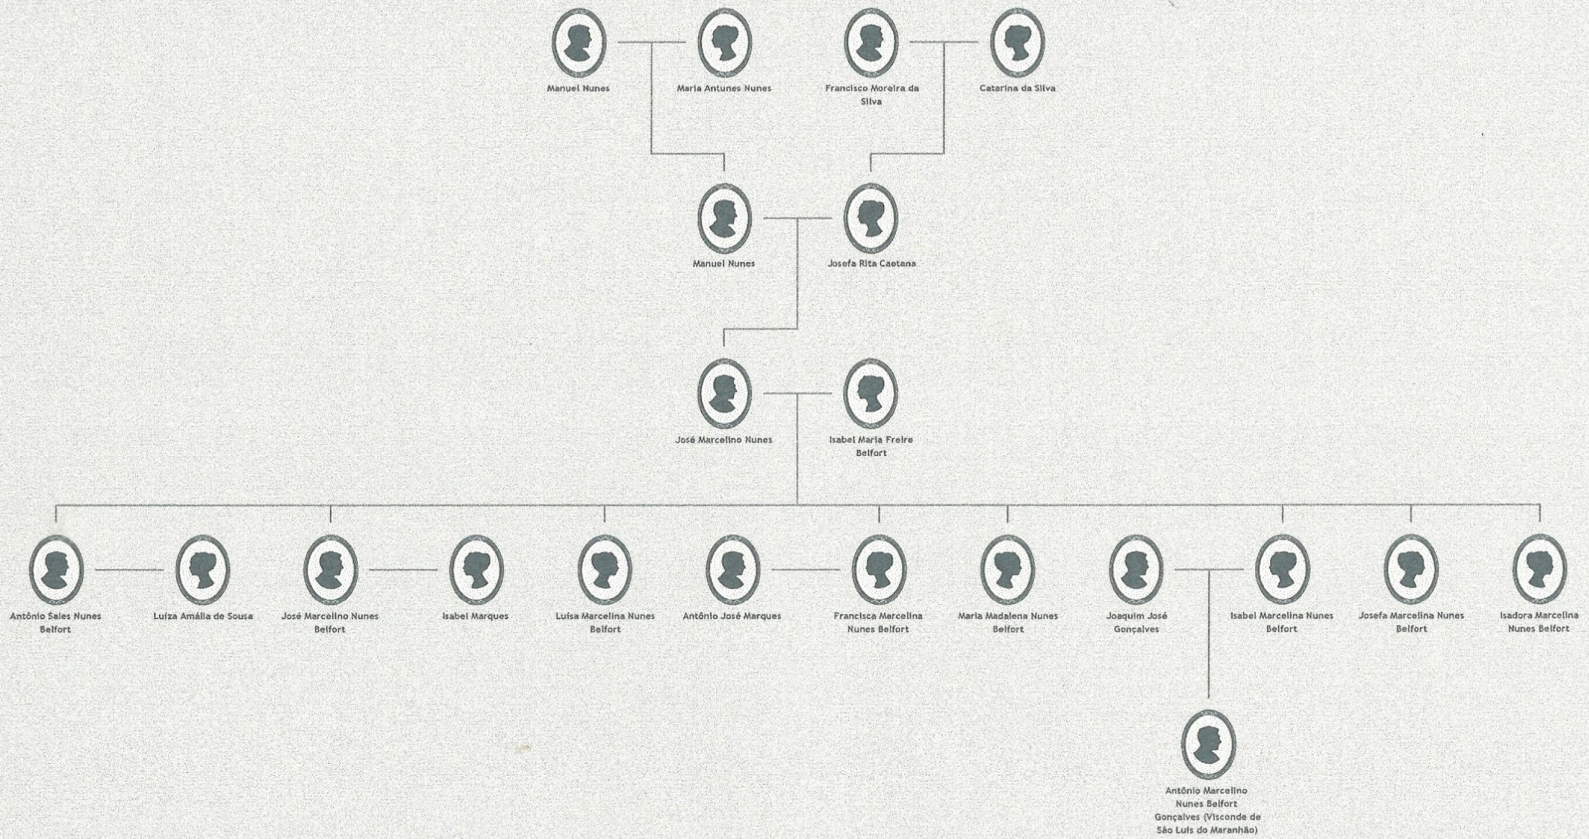 Manuel Nunes
Maria Antunes Nunes
Francisco Moreira da
Silva
Catarina da Silva
Manuel Nunes
Josefa Rita Caetana
José Marcelino Nunes
Isabel Maria Freire
Belfort
Antônio Sales Nunes
Belfort
Luíza Amália de Sousa
José Marcelino Nunes
Belfort
Isabel Marques
Luísa Marcelina Nunes
Belfort
Antônio José Marques
Francisca Marcelina
Nunes Belfort
Maria Madalena Nunes
Belfort
Joaquim José
Gonçalves
Isabel Marcelina Nunes
Belfort
Josefa Marcelina Nunes
Belfort
Isadora Marcelina
Nunes Belfort
Antônio Marcelino
Nunes Belfort
Gonçalves (Visconde de
São Luís do Maranhão)